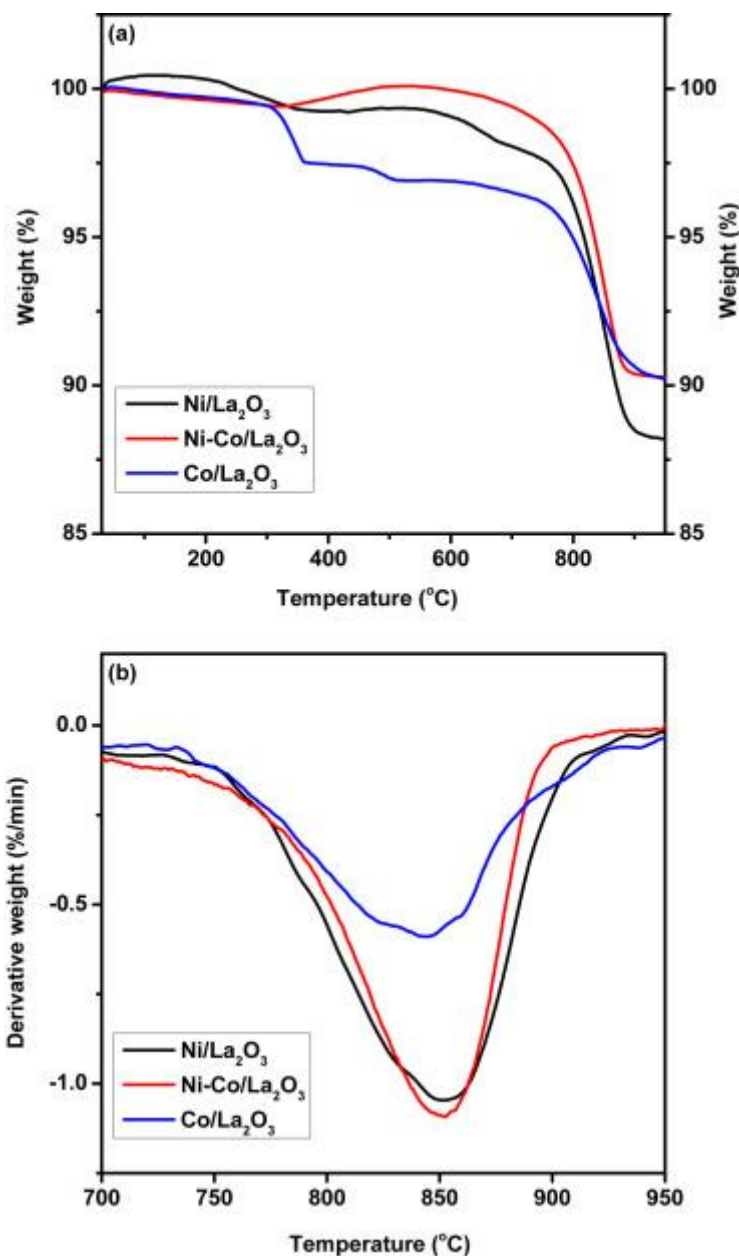 (a)
100
95
90
85
100
95
90
85
Weight (%)
Weight (%)
Ni/La₂O₃
Ni-Co/La₂O₃
Co/La₂O₃
200 400 600 800
Temperature (°C)
(b)
0.0
-0.5
-1.0
Derivative weight (%/min)
Ni/La₂O₃
Ni-Co/La₂O₃
Co/La₂O₃
700 750 800 850 900 950
Temperature (°C)